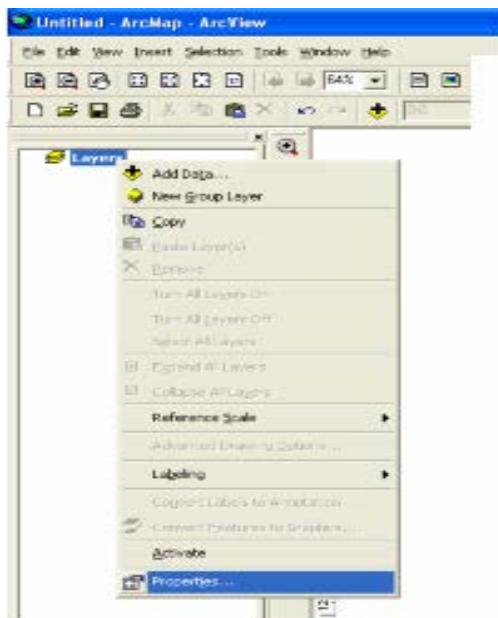 Untitled - ArcMap - ArcView
File Edit View Insert Selection Tools Window Help
64%
Layers
Add Data...
New Group Layer
Copy
Paste Layer(s)
Remove
Turn All Layers On
Turn All Layers Off
Select All Layers
Expand All Layers
Collapse All Layers
Reference Scale
Advanced Drawing Options...
Labeling
Convert Labels to Annotation...
Convert Features to Graphics...
Activate
Properties...